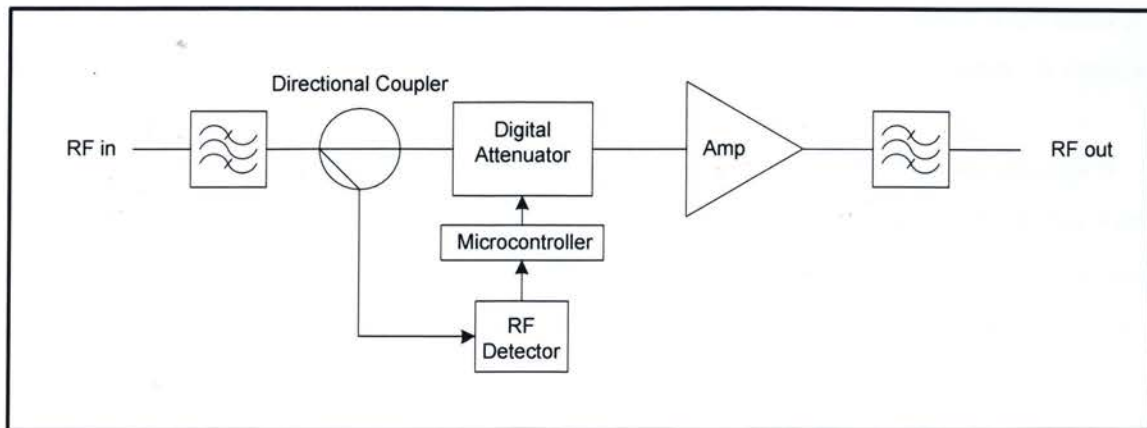 Directional Coupler
RF in
Digital
Attenuator
Amp
RF out
Microcontroller
RF
Detector